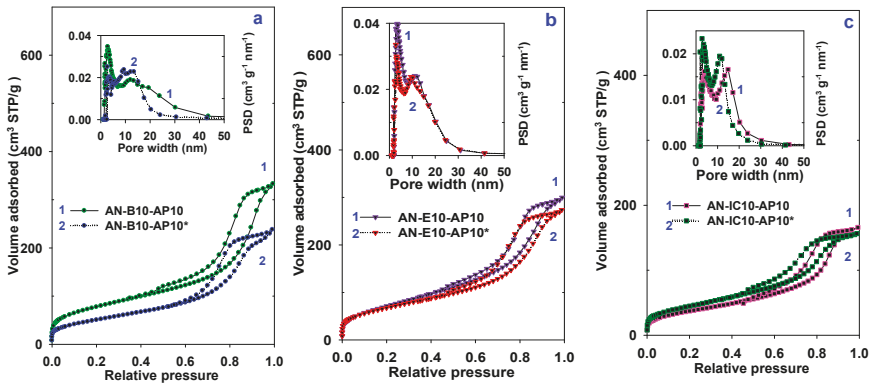 a
600
400
200
0
Volume adsorbed (cm³ STP/g)
0.0 0.2 0.4 0.6 0.8 1.0
Relative pressure
0.04
0.02
0.00
0 10 20 30 40 50
Pore width (nm)
PSD (cm³ g⁻¹ nm⁻¹)
2
1
1 AN-B10-AP10
2 AN-B10-AP10*
1
2
b
600
500
400
300
200
100
0
Volume adsorbed (cm³ STP/g)
0.0 0.2 0.4 0.6 0.8 1.0
Relative pressure
0.04
0.02
0.00
0 10 20 30 40 50
Pore width (nm)
PSD (cm³ g⁻¹ nm⁻¹)
1
2
1 AN-E10-AP10
2 AN-E10-AP10*
1
2
c
400
200
0
Volume adsorbed (cm³ STP/g)
0.0 0.2 0.4 0.6 0.8 1.0
Relative pressure
0.02
0.01
0.00
0 10 20 30 40 50
Pore width (nm)
PSD (cm³ g⁻¹ nm⁻¹)
1
2
1 AN-IC10-AP10
2 AN-IC10-AP10*
1
2